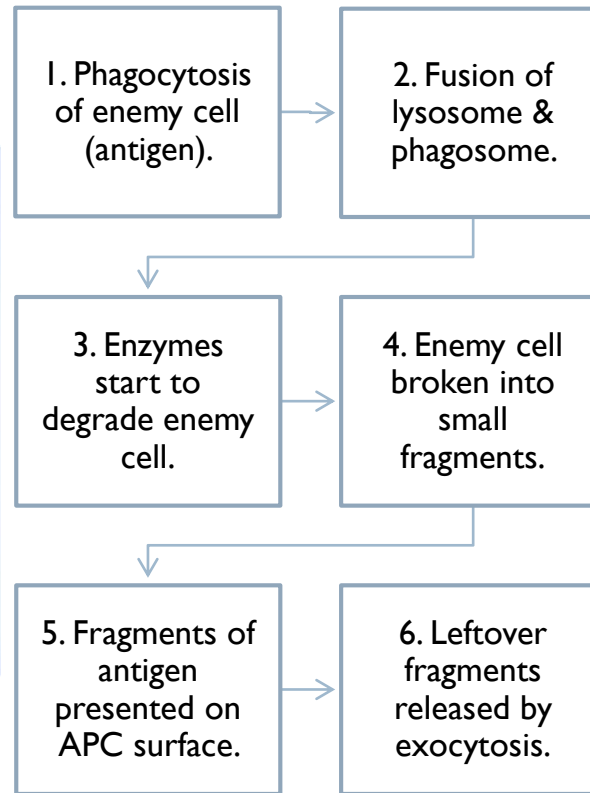 1. Phagocytosis
of enemy cell
(antigen).
2. Fusion of
lysosome &
phagosome.
3. Enzymes
start to
degrade enemy
cell.
4. Enemy cell
broken into
small
fragments.
5. Fragments of
antigen
presented on
APC surface.
6. Leftover
fragments
released by
exocytosis.